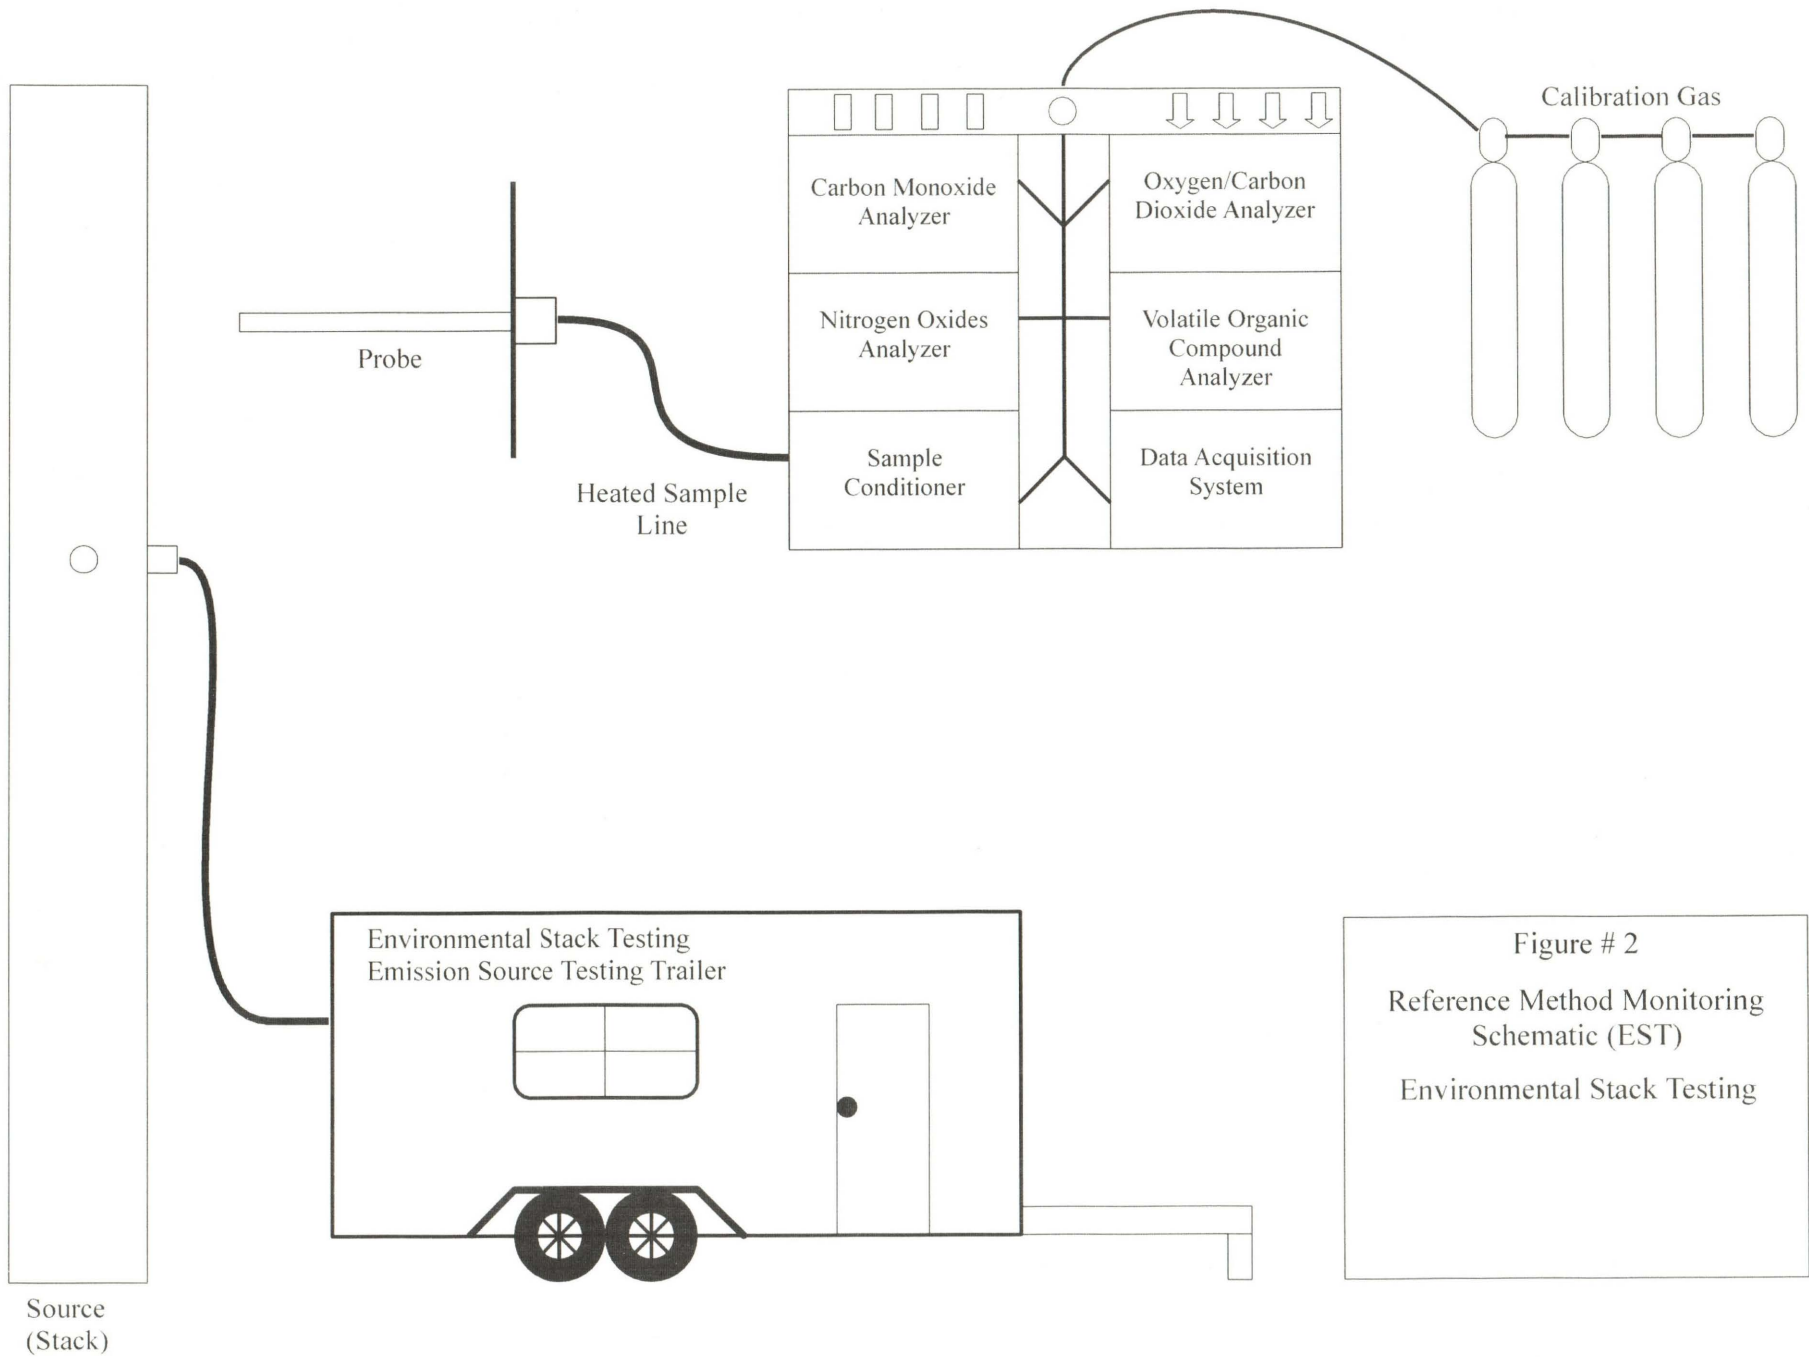 Calibration Gas
Carbon Monoxide
Analyzer
Oxygen/Carbon
Dioxide Analyzer
Nitrogen Oxides
Analyzer
Volatile Organic
Compound
Analyzer
Probe
Sample
Conditioner
Data Acquisition
System
Heated Sample
Line
Environmental Stack Testing
Emission Source Testing Trailer
Figure # 2
Reference Method Monitoring
Schematic (EST)
Environmental Stack Testing
Source
(Stack)